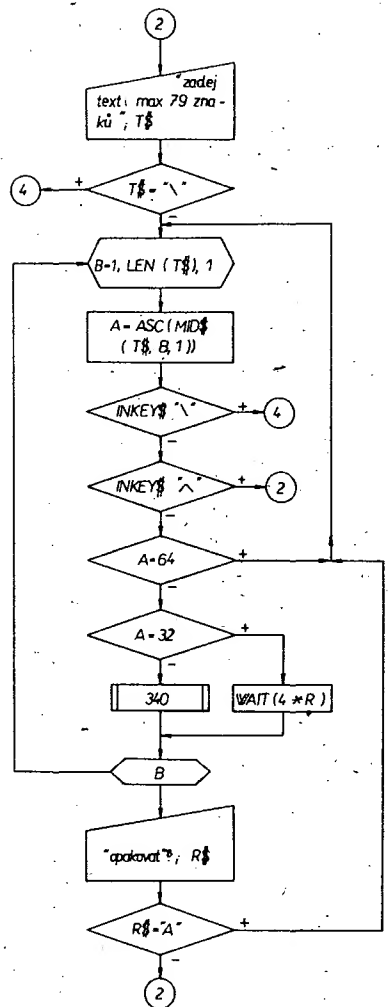 2
"zadej
text: max 79 zna-
ků "; T$
4
+
T$ = "\"
-
B=1, LEN (T$), 1
A= ASC(MID$
(T$, B,1))
INKEY$ "\"
+
4
-
INKEY$ "^"
+
2
-
A=64
+
-
A=32
+
-
340
WAIT(4*R)
B
"opakovat"?; R$
R$="A"
+
-
2